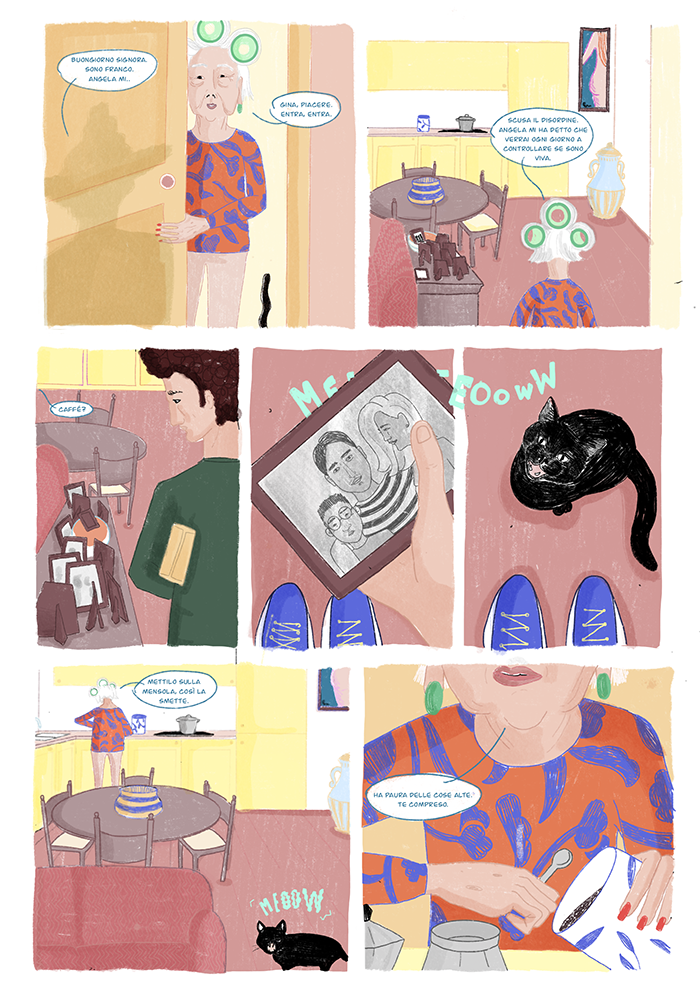 BUONGIORNO SIGNORA.
SONO FRANCO.
ANGELA MI..
GINA, PIACERE.
ENTRA, ENTRA.
SCUSA IL DISORDINE.
ANGELA MI HA DETTO CHE
VERRAI OGNI GIORNO A
CONTROLLARE SE SONO
VIVA.
CAFFÈ?
EOowW
METTILO SULLA
MENSOLA, COSÌ LA
SMETTE.
MEOOW
HA PAURA DELLE COSE ALTE.
TE COMPRESO.